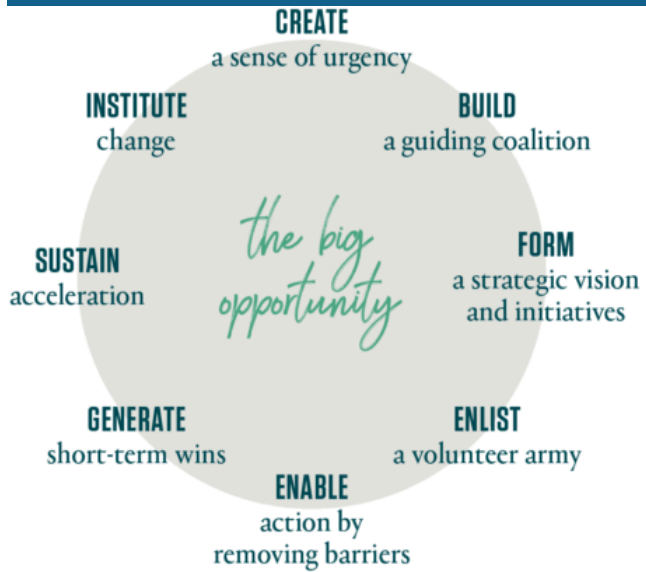 CREATE
a sense of urgency
BUILD
a guiding coalition
FORM
a strategic vision
and initiatives
ENLIST
a volunteer army
ENABLE
action by
removing barriers
GENERATE
short-term wins
SUSTAIN
acceleration
INSTITUTE
change
the big
opportunity